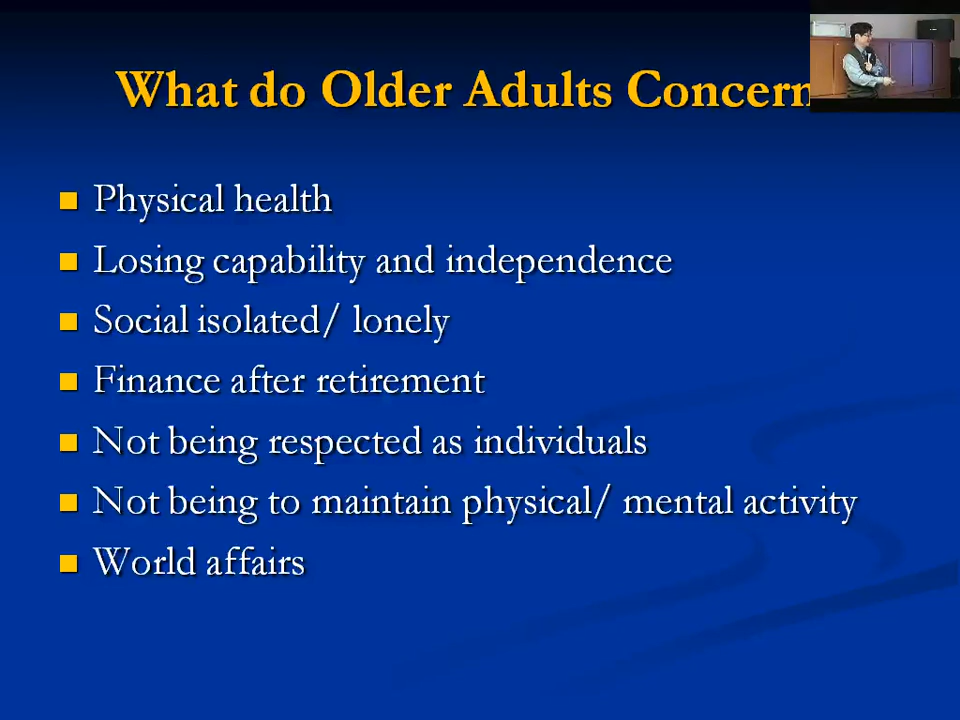 What do Older Adults Concern
Physical health
Losing capability and independence
Social isolated/ lonely
Finance after retirement
Not being respected as individuals
Not being to maintain physical/ mental activity
World affairs